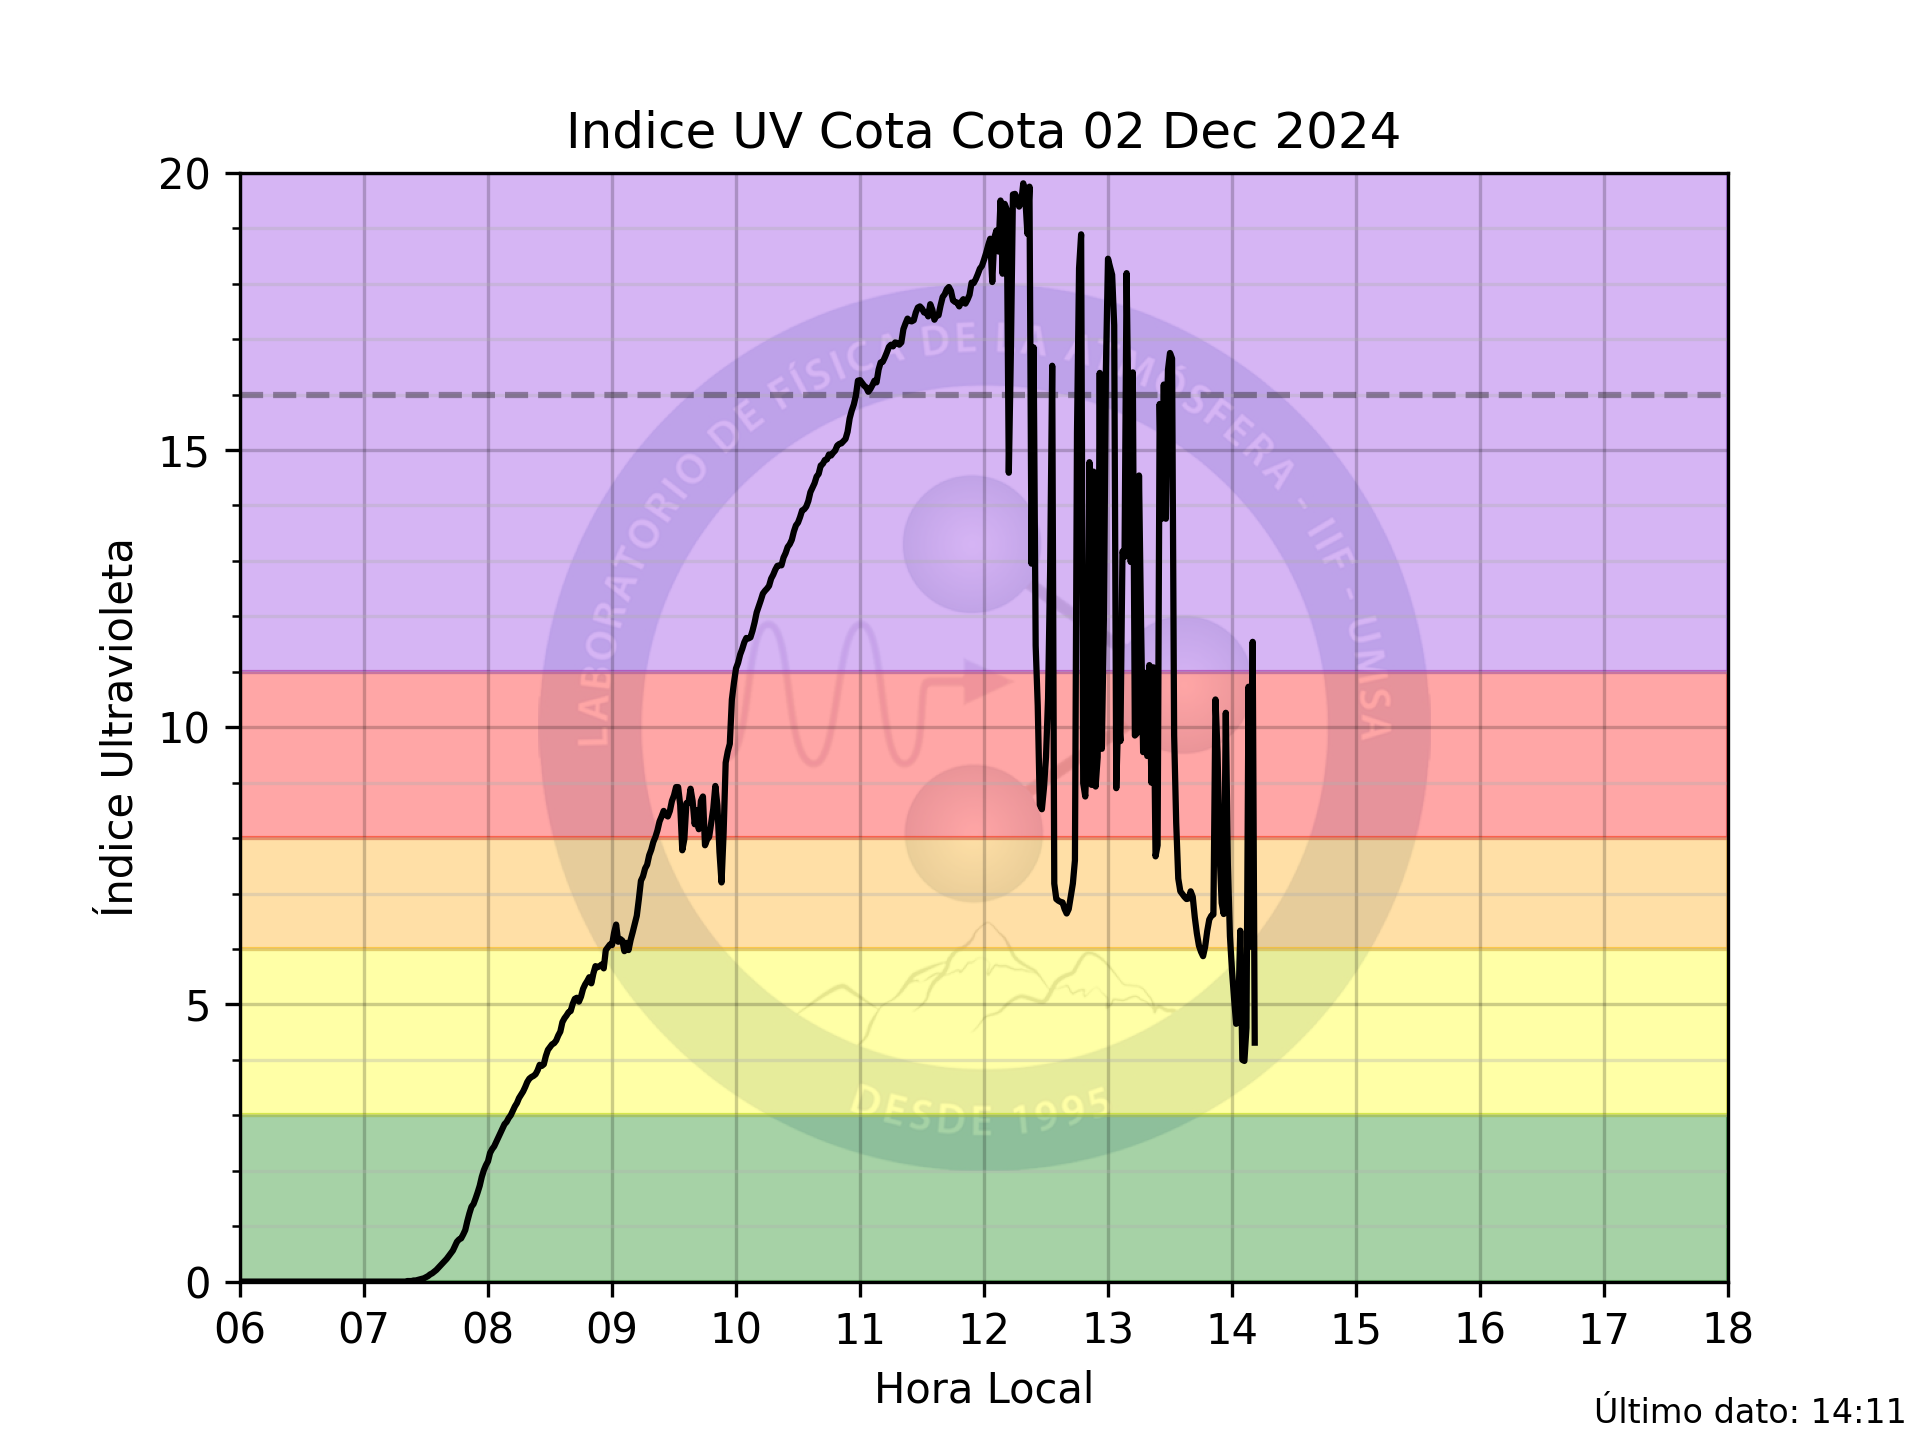 Indice UV Cota Cota 02 Dec 2024
20
15
10
5
0
Índice Ultravioleta
LABORATORIO DE FÍSICA DE LA ATMÓSFERA - IIF - UMSA
DESDE 1995
06 07 08 09 10 11 12 13 14 15 16 17 18
Hora Local
Último dato: 14:11